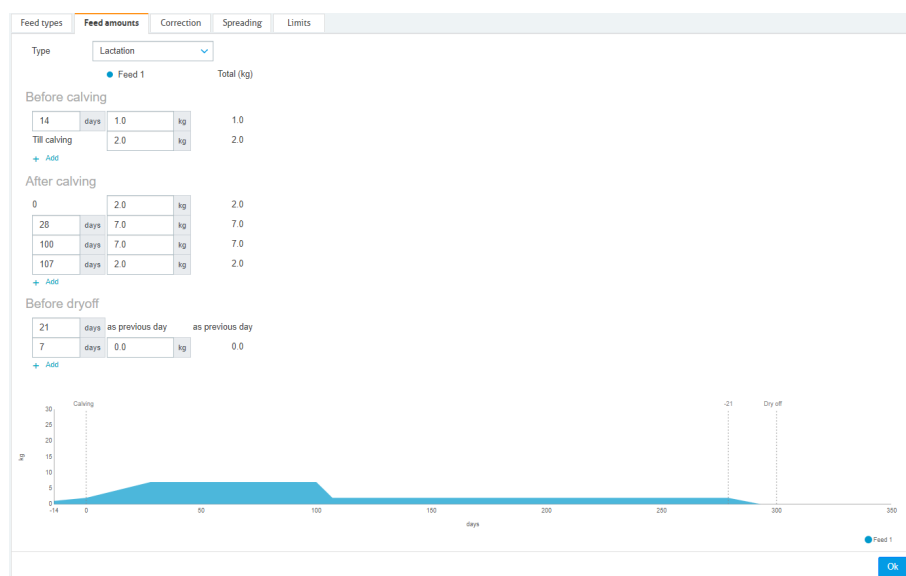 Feed types Feed amounts Correction Spreading Limits
Type Lactation
Feed 1 Total (kg)
Before calving
14 days 1.0 kg 1.0
Till calving 2.0 kg 2.0
+ Add
After calving
0 2.0 kg 2.0
28 days 7.0 kg 7.0
100 days 7.0 kg 7.0
107 days 2.0 kg 2.0
+ Add
Before dryoff
21 days as previous day as previous day
7 days 0.0 kg 0.0
+ Add
Calving -21 Dry off
30
25
20
15
10
5
0
kg
-14 0 50 100 150 200 250 300 350
days
Feed 1
Ok